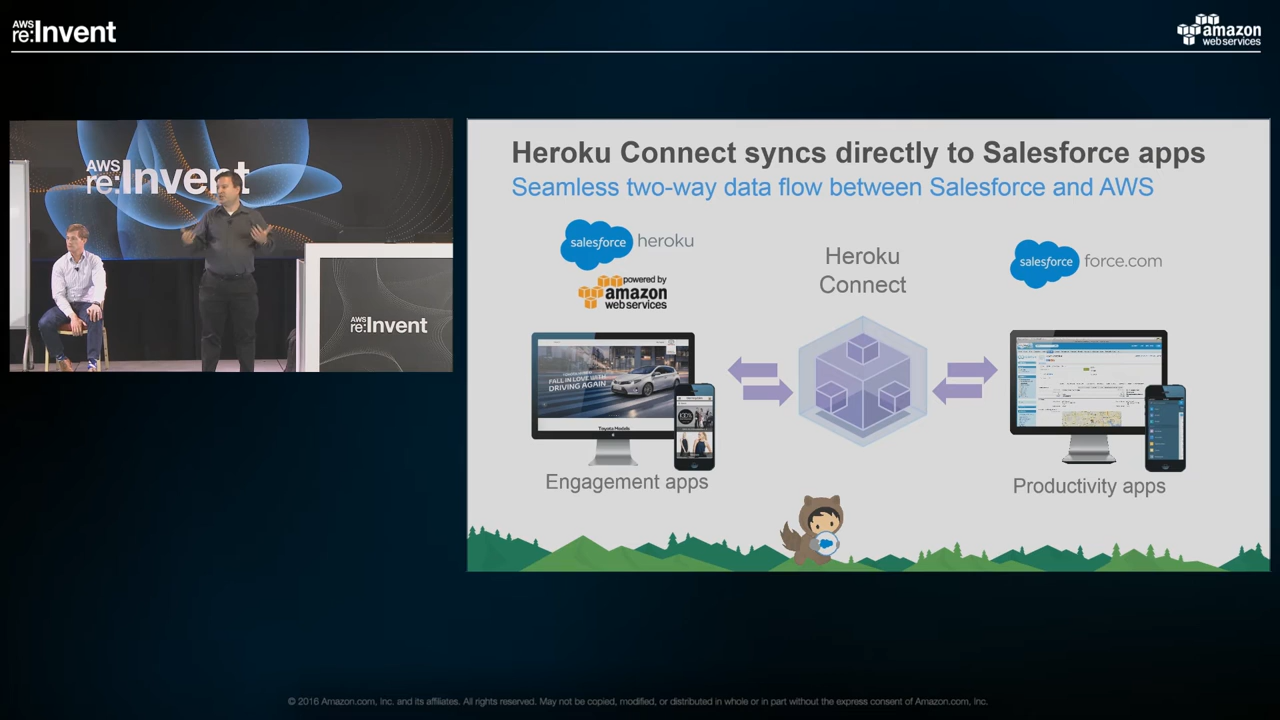 AWS
re:Invent
amazon
web services
AWS
re:Invent
AWS
re:Invent
Heroku Connect syncs directly to Salesforce apps
Seamless two-way data flow between Salesforce and AWS
salesforce heroku
powered by
amazon
web services
Heroku
Connect
salesforce force.com
FALL IN LOVE WITH
DRIVING AGAIN
Toyota Models
Engagement apps
Productivity apps
© 2016 Amazon.com, Inc. and its affiliates. All rights reserved. May not be copied, modified, or distributed in whole or in part without the express consent of Amazon.com, Inc.